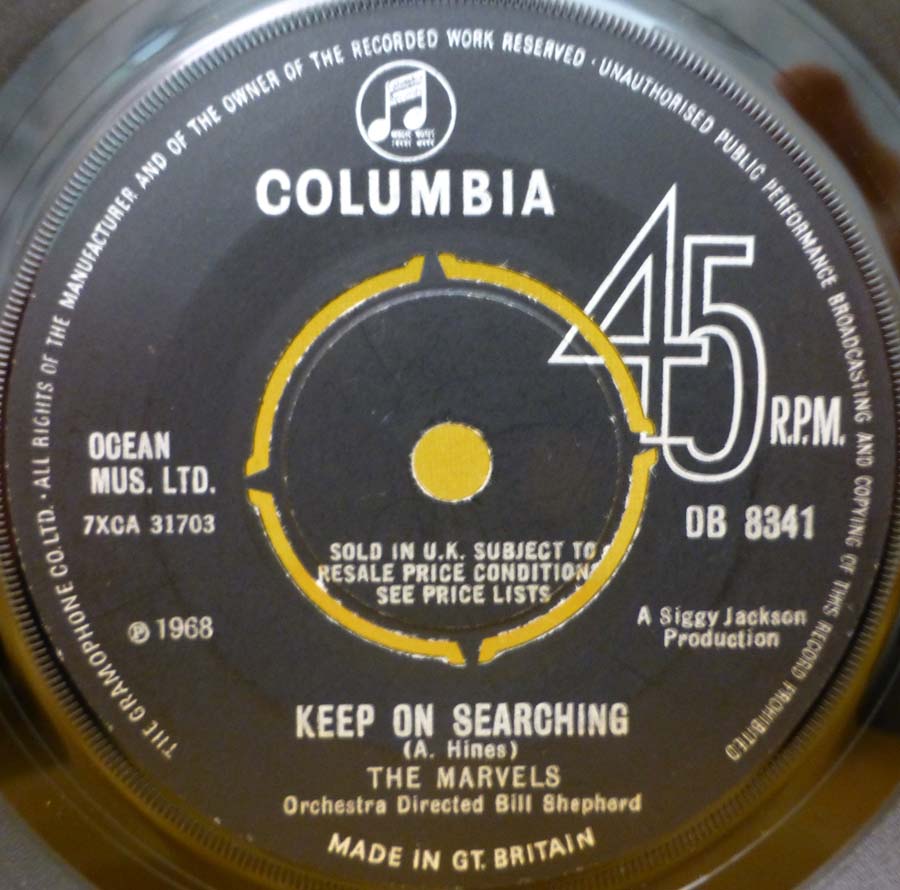 THE GRAMOPHONE CO. LTD. · ALL RIGHTS OF THE MANUFACTURER AND OF THE OWNER OF THE RECORDED WORK RESERVED · UNAUTHORISED PUBLIC PERFORMANCE BROADCASTING AND COPYING OF THIS RECORD PROHIBITED
COLUMBIA
45
R.P.M.
OCEAN
MUS. LTD.
7XCA 31703
DB 8341
SOLD IN U.K. SUBJECT TO
RESALE PRICE CONDITIONS
SEE PRICE LISTS
℗ 1968
A Siggy Jackson
Production
KEEP ON SEARCHING
(A. Hines)
THE MARVELS
Orchestra Directed Bill Shepherd
MADE IN GT. BRITAIN